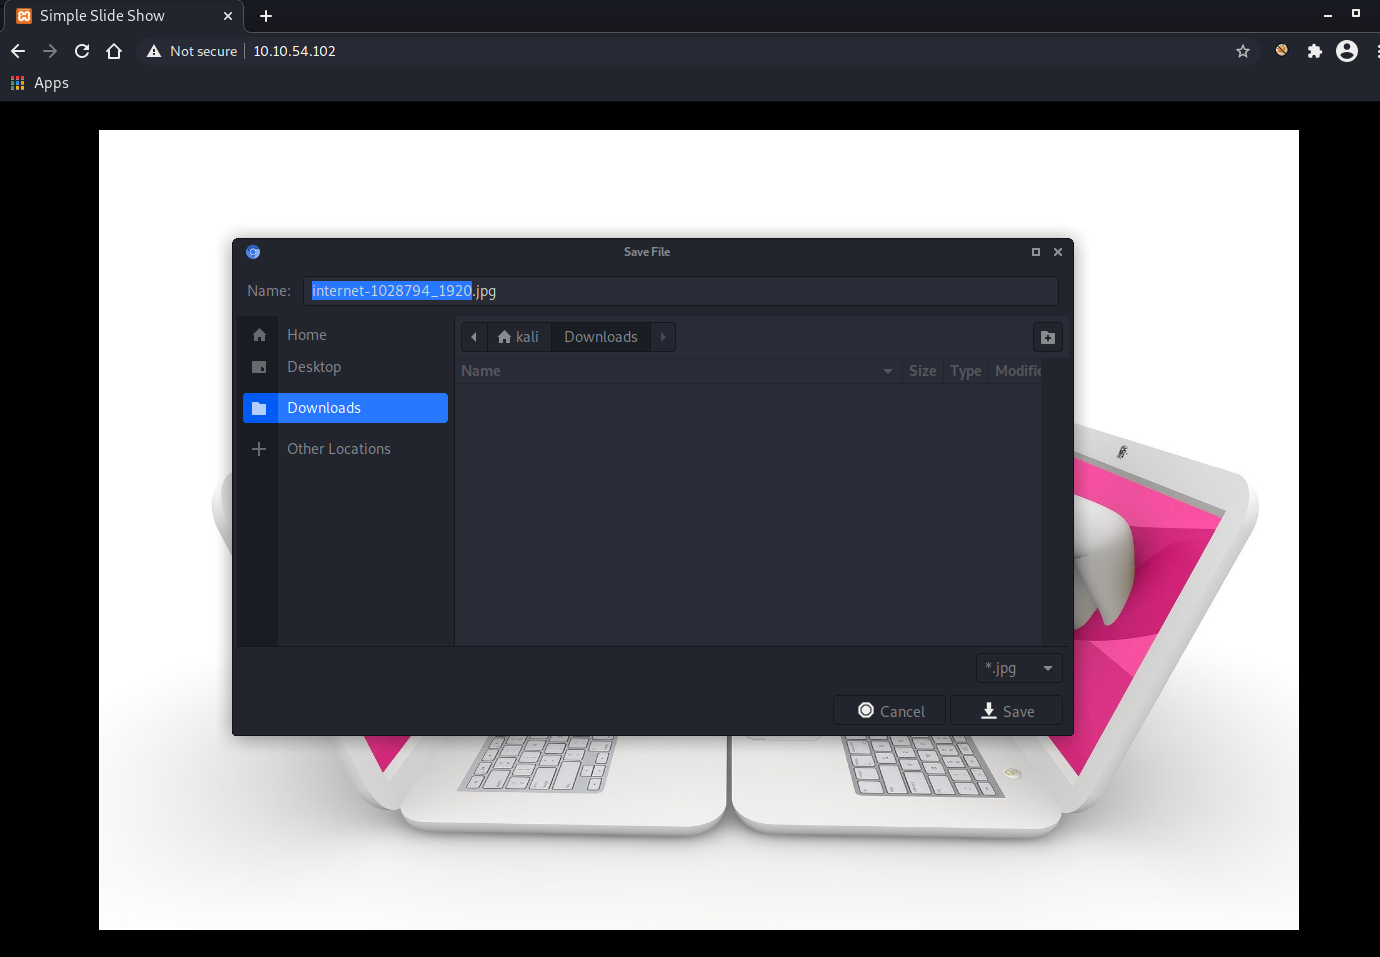 Simple Slide Show
Not secure 10.10.54.102
Apps
Save File
Name: internet-1028794_1920.jpg
Home
Desktop
Downloads
Other Locations
kali Downloads
Name Size Type Modifie
*.jpg
Cancel Save